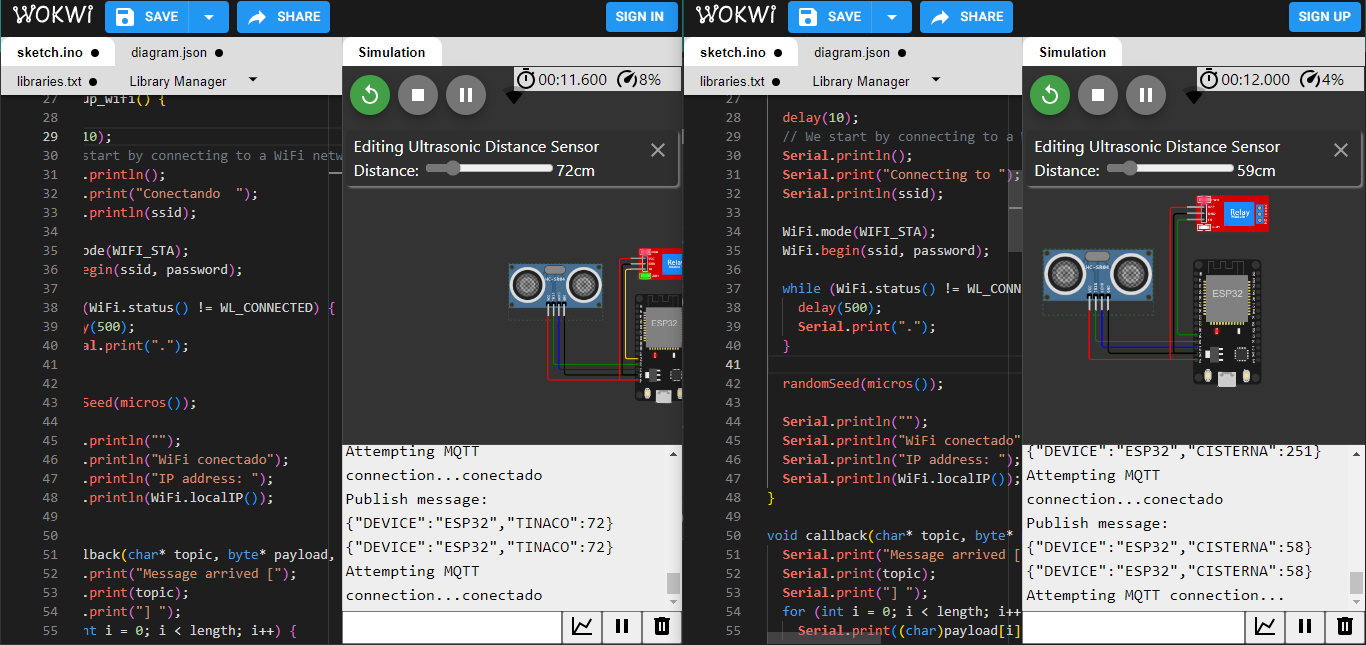 WOKWI SAVE SHARE SIGN IN
sketch.ino ● diagram.json ●
libraries.txt ● Library Manager
Simulation
00:11.600 8%
Editing Ultrasonic Distance Sensor
Distance: 72cm
27 up_wifi() {
28
29 10);
30 start by connecting to a WiFi netw
31 .println();
32 .print("Conectando  ");
33 .println(ssid);
34
35 ode(WIFI_STA);
36 egin(ssid, password);
37
38 (WiFi.status() != WL_CONNECTED) {
39 y(500);
40 al.print(".");
41
42
43 Seed(micros());
44
45 .println("");
46 .println("WiFi conectado");
47 .println("IP address: ");
48 .println(WiFi.localIP());
49
50
51 lback(char* topic, byte* payload,
52 .print("Message arrived [");
53 .print(topic);
54 .print("] ");
55 nt i = 0; i < length; i++) {
HC-SR04
Relay
ESP32
Attempting MQTT
connection...conectado
Publish message:
{"DEVICE":"ESP32","TINACO":72}
{"DEVICE":"ESP32","TINACO":72}
Attempting MQTT
connection...conectado
WOKWI SAVE SHARE SIGN UP
sketch.ino ● diagram.json ●
libraries.txt ● Library Manager
Simulation
00:12.000 4%
Editing Ultrasonic Distance Sensor
Distance: 59cm
27
28 delay(10);
29 // We start by connecting to a
30 Serial.println();
31 Serial.print("Connecting to ");
32 Serial.println(ssid);
33
34 WiFi.mode(WIFI_STA);
35 WiFi.begin(ssid, password);
36
37 while (WiFi.status() != WL_CONN
38 delay(500);
39 Serial.print(".");
40 }
41
42 randomSeed(micros());
43
44 Serial.println("");
45 Serial.println("WiFi conectado"
46 Serial.println("IP address: ");
47 Serial.println(WiFi.localIP());
48 }
49
50 void callback(char* topic, byte*
51 Serial.print("Message arrived [
52 Serial.print(topic);
53 Serial.print("] ");
54 for (int i = 0; i < length; i++
55 Serial.print((char)payload[i]
HC-SR04
Relay
ESP32
{"DEVICE":"ESP32","CISTERNA":251}
Attempting MQTT
connection...conectado
Publish message:
{"DEVICE":"ESP32","CISTERNA":58}
{"DEVICE":"ESP32","CISTERNA":58}
Attempting MQTT connection...